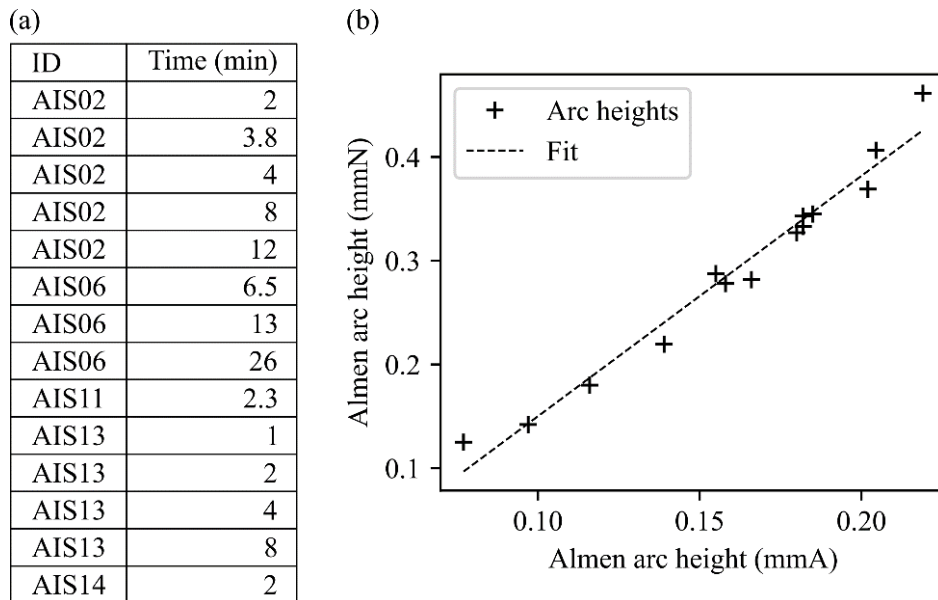 (a)
ID Time (min)
AIS02 2
AIS02 3.8
AIS02 4
AIS02 8
AIS02 12
AIS06 6.5
AIS06 13
AIS06 26
AIS11 2.3
AIS13 1
AIS13 2
AIS13 4
AIS13 8
AIS14 2
(b)
Arc heights
Fit
Almen arc height (mmN)
0.4
0.3
0.2
0.1
0.10 0.15 0.20
Almen arc height (mmA)